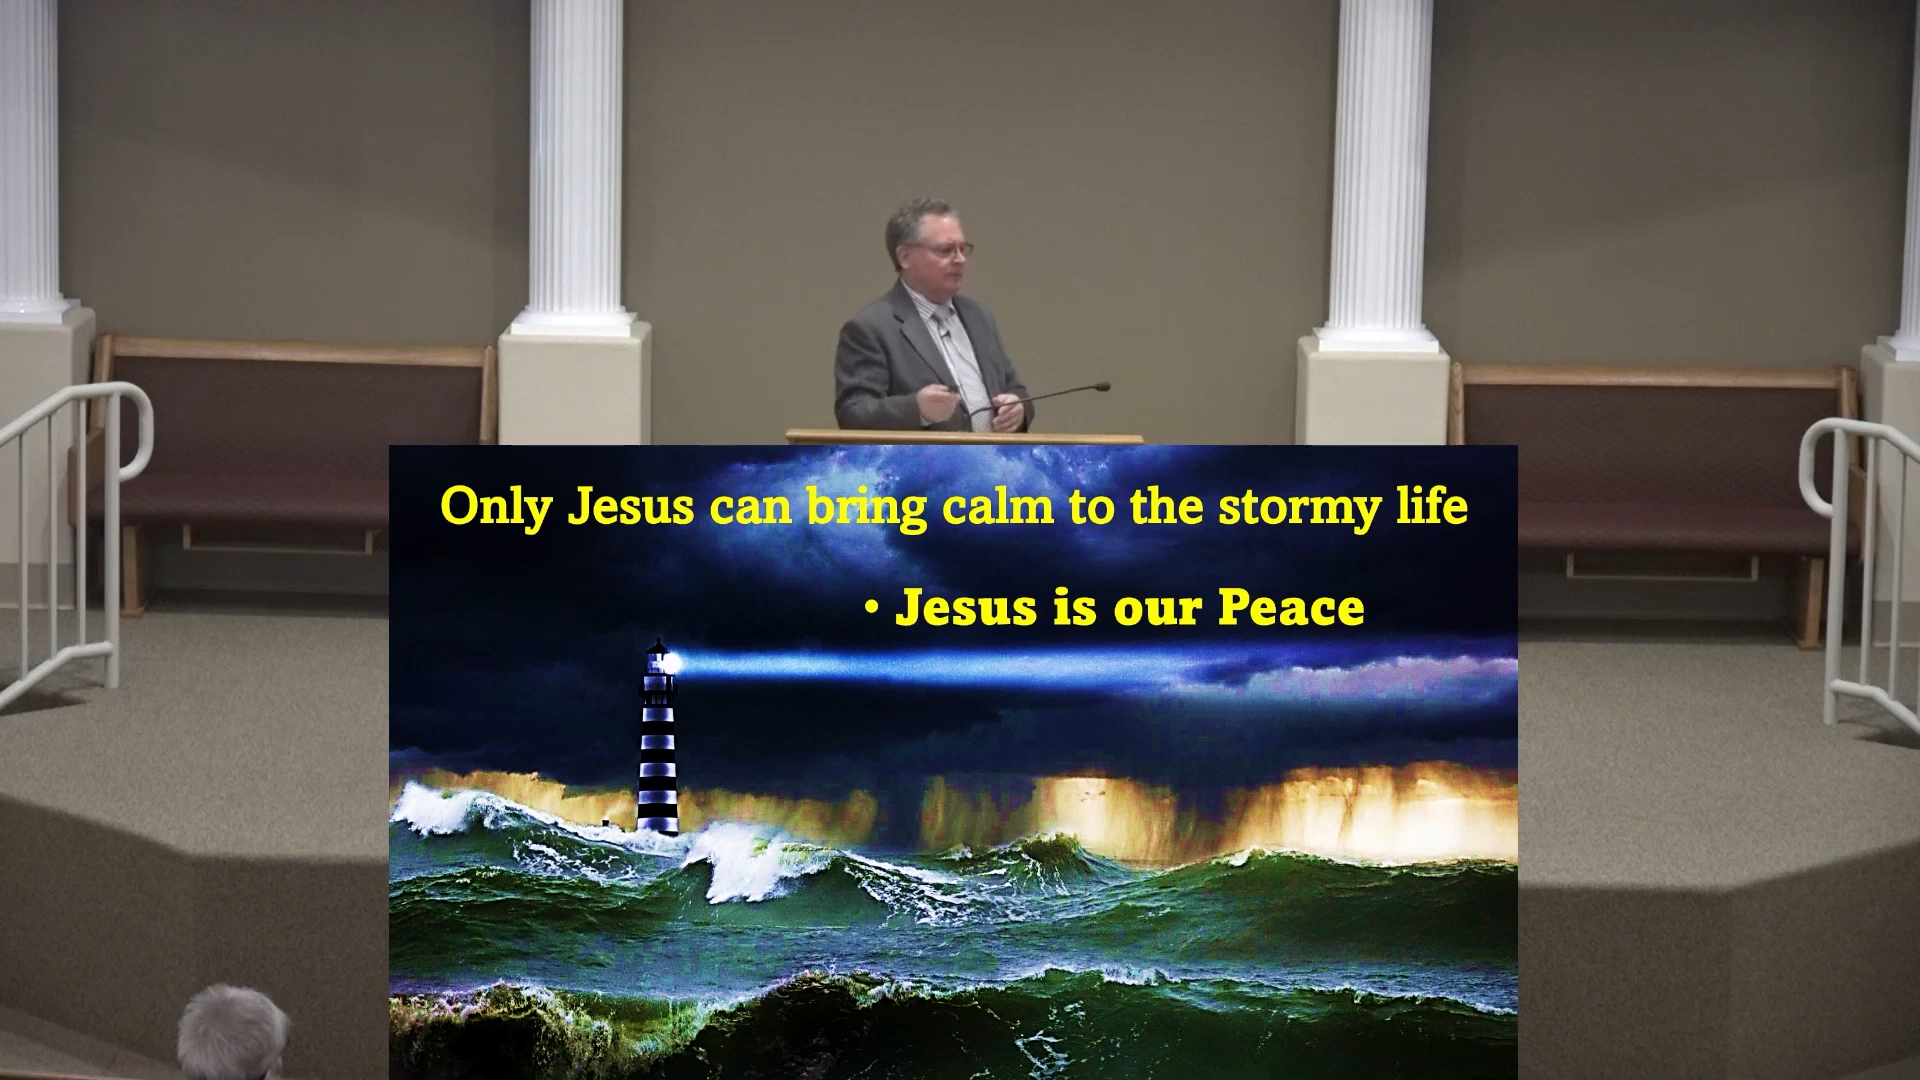 Only Jesus can bring calm to the stormy life
• Jesus is our Peace